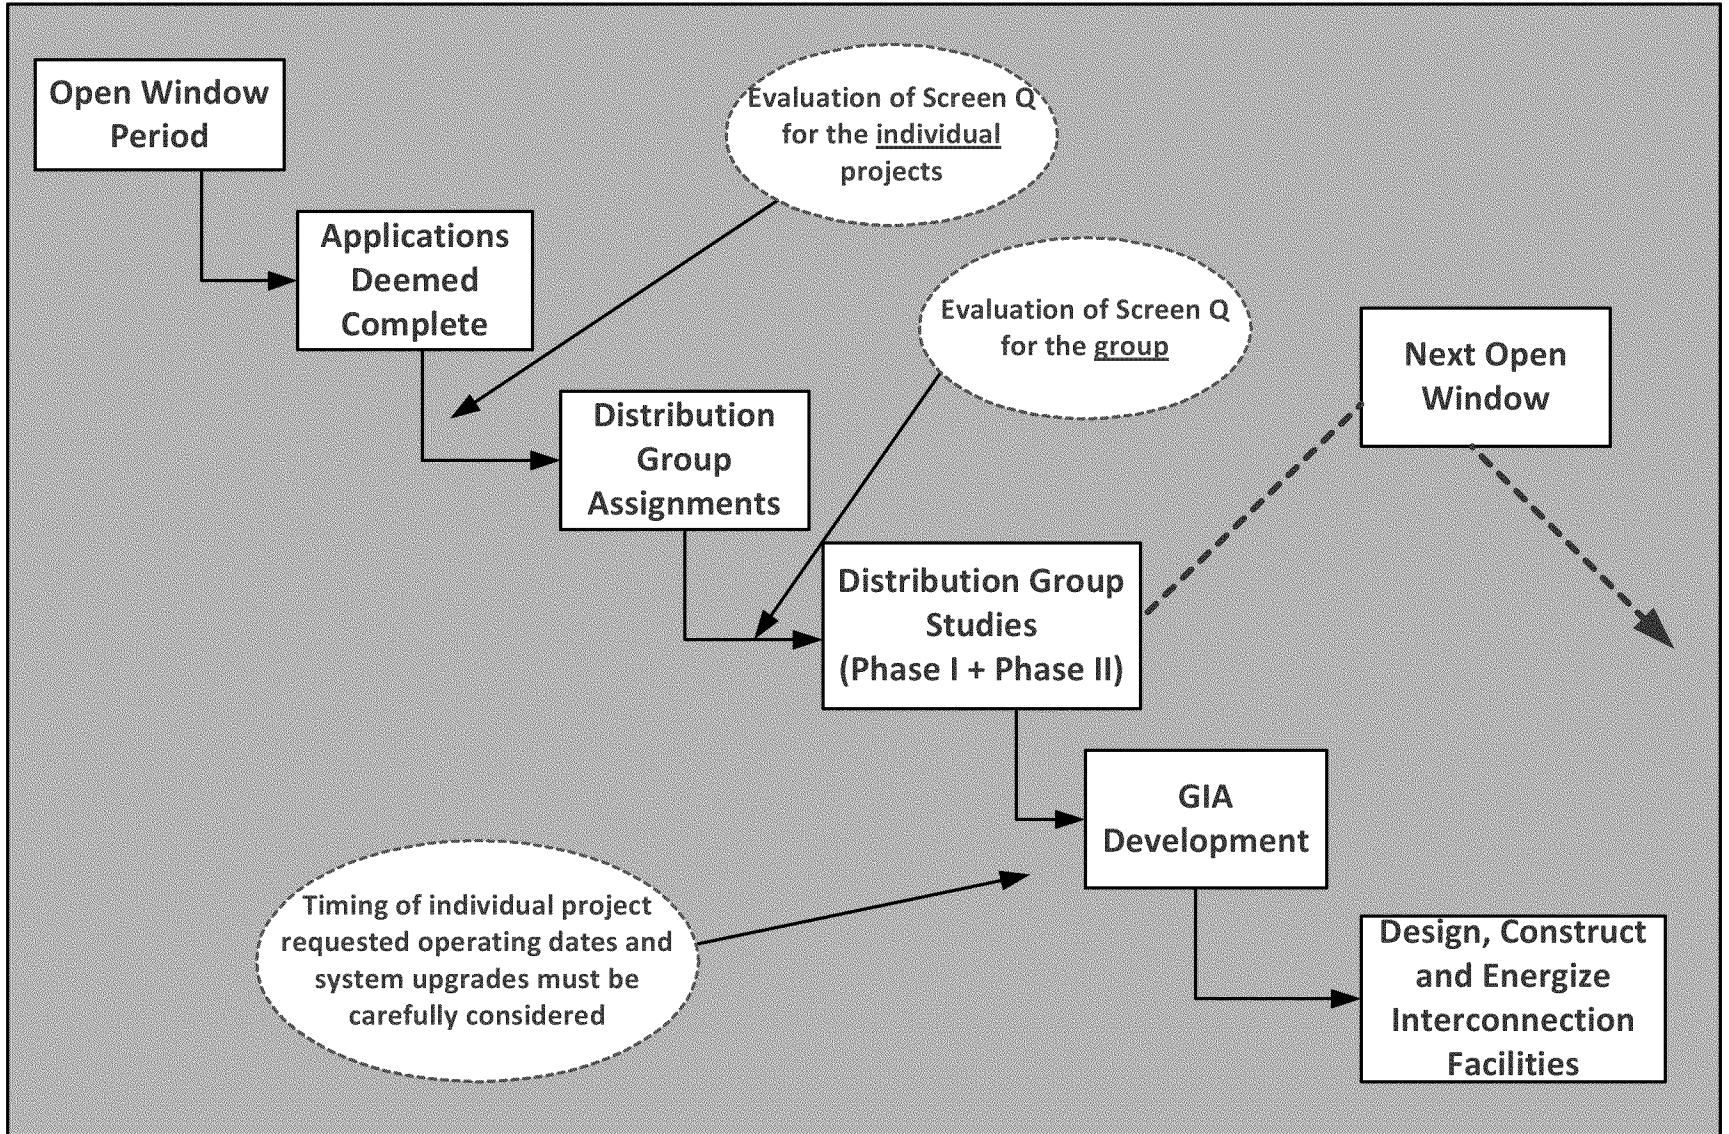 Open Window
Period
Evaluation of Screen Q
for the individual
projects
Applications
Deemed
Complete
Evaluation of Screen Q
for the group
Next Open
Window
Distribution
Group
Assignments
Distribution Group
Studies
(Phase I + Phase II)
GIA
Development
Timing of individual project
requested operating dates and
system upgrades must be
carefully considered
Design, Construct
and Energize
Interconnection
Facilities